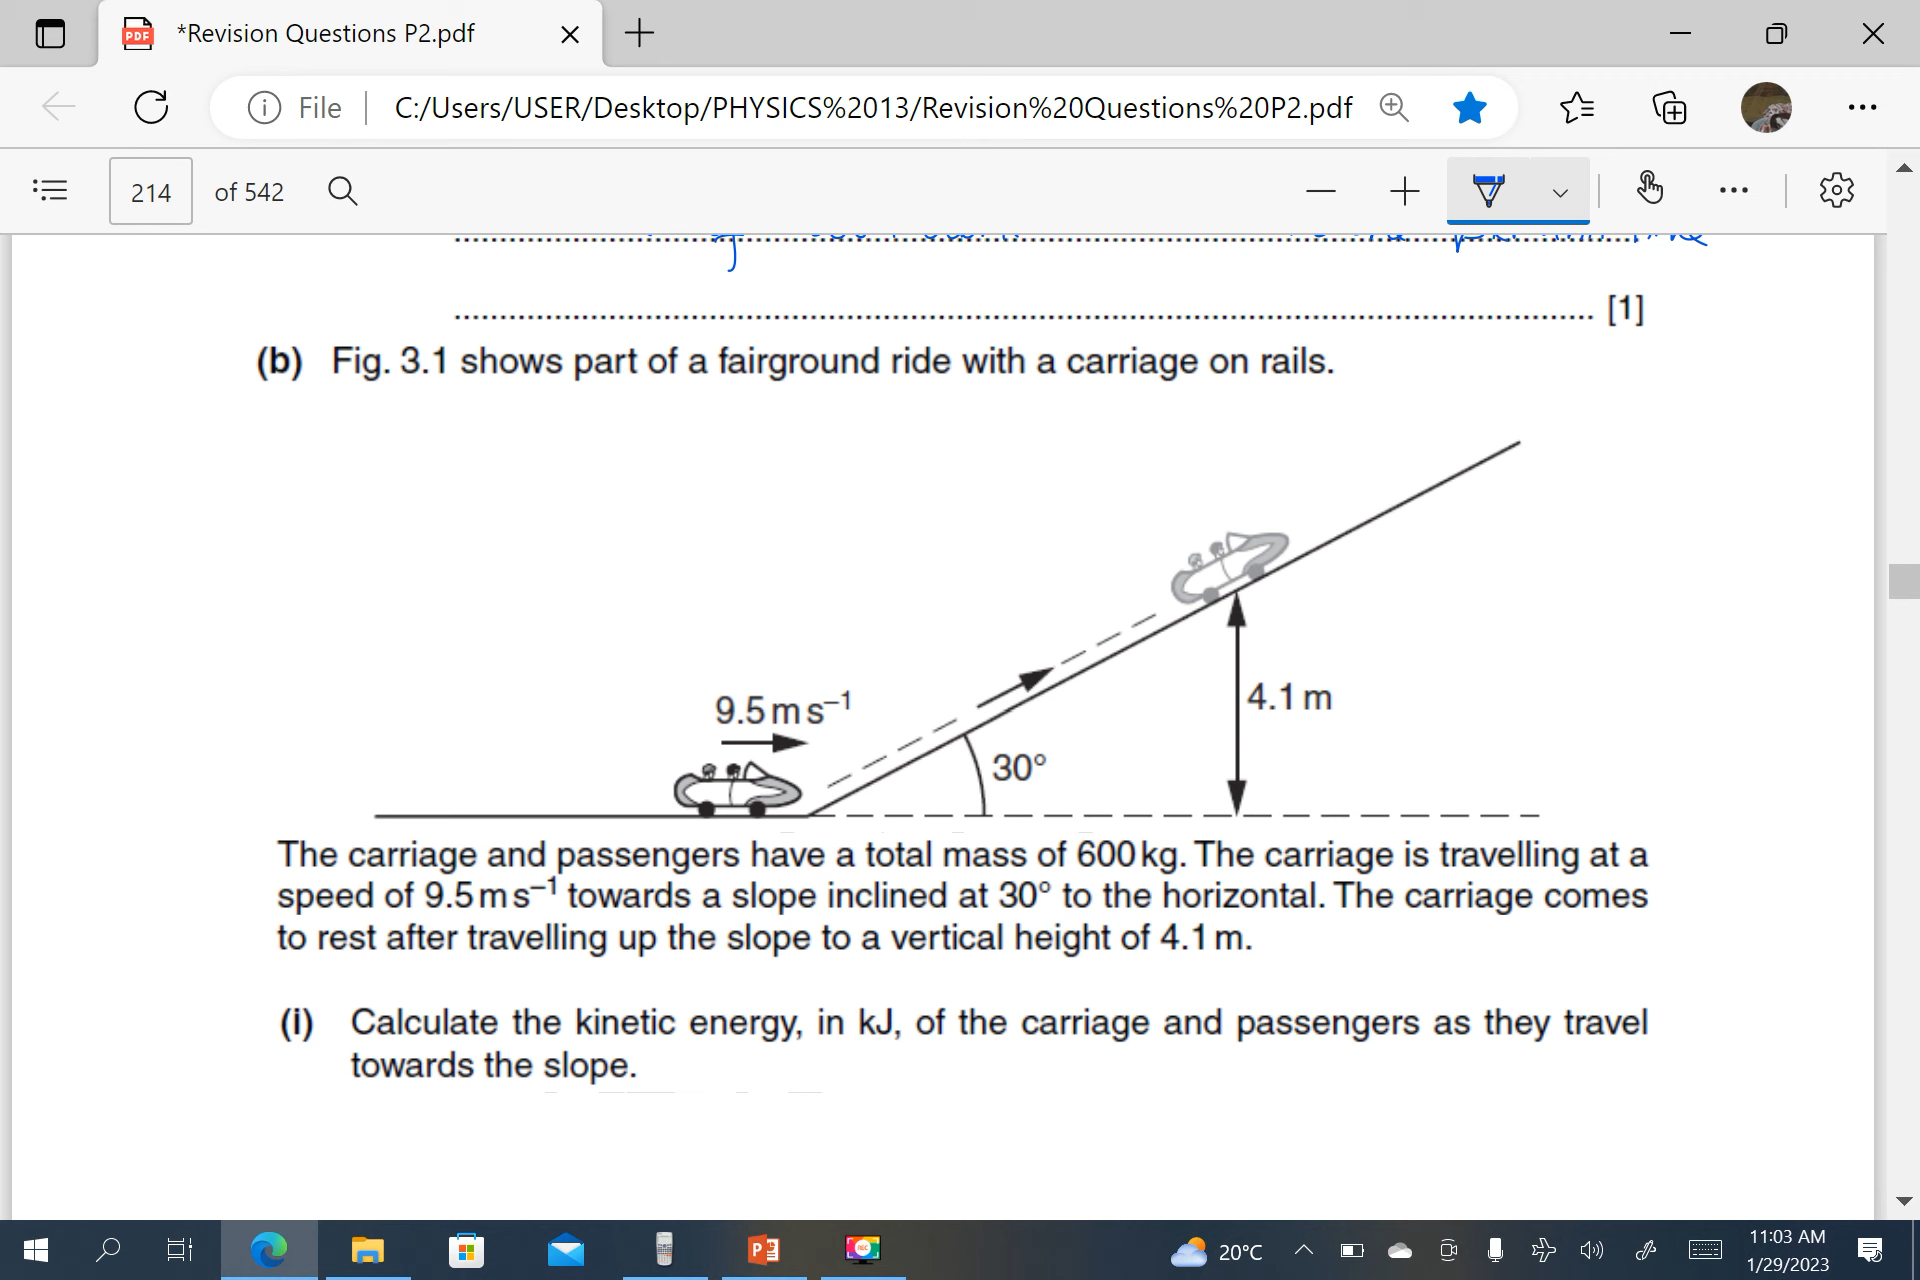 *Revision Questions P2.pdf
File C:/Users/USER/Desktop/PHYSICS%2013/Revision%20Questions%20P2.pdf
214 of 542
[1]
(b) Fig. 3.1 shows part of a fairground ride with a carriage on rails.
9.5 m s⁻¹
4.1 m
30°
The carriage and passengers have a total mass of 600 kg. The carriage is travelling at a
speed of 9.5 m s⁻¹ towards a slope inclined at 30° to the horizontal. The carriage comes
to rest after travelling up the slope to a vertical height of 4.1 m.
(i) Calculate the kinetic energy, in kJ, of the carriage and passengers as they travel
towards the slope.
20°C
11:03 AM
1/29/2023